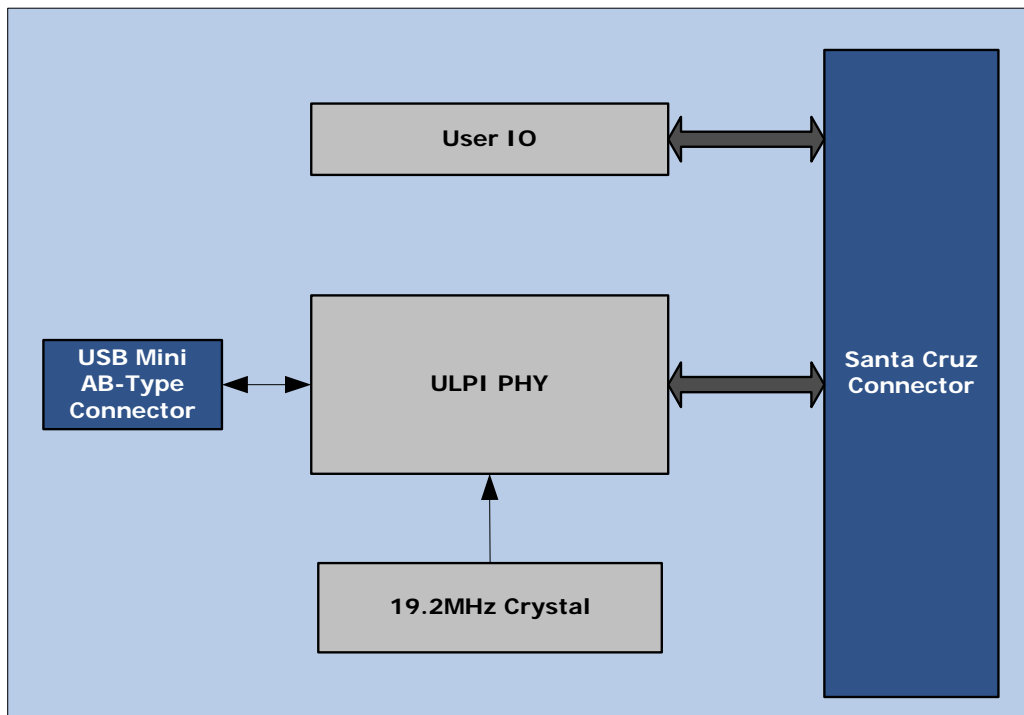 User IO
USB Mini
AB-Type
Connector
ULPI PHY
Santa Cruz
Connector
19.2MHz Crystal